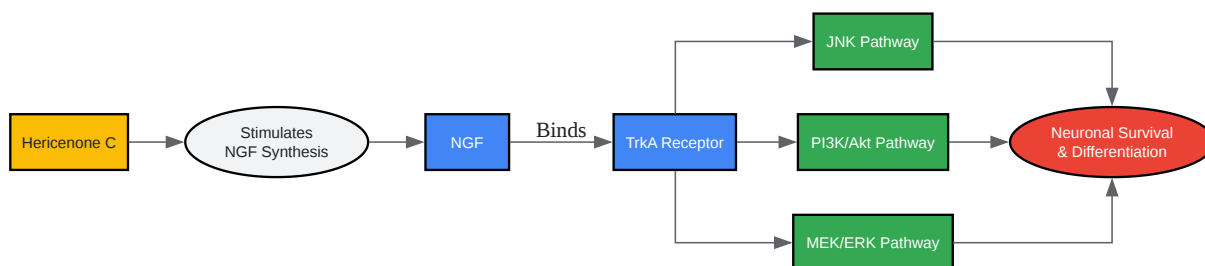 JNK Pathway
Hericenone C
Stimulates
NGF Synthesis
NGF
Binds
TrkA Receptor
PI3K/Akt Pathway
Neuronal Survival
& Differentiation
MEK/ERK Pathway